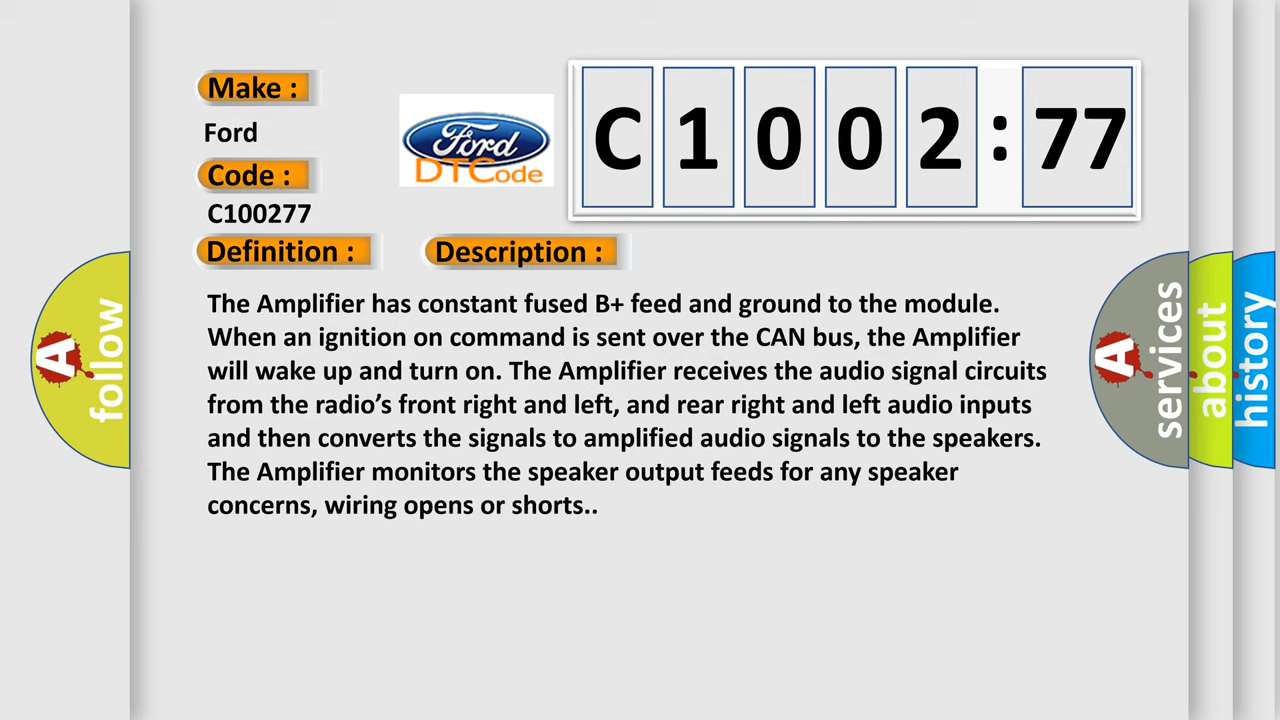 Make :
Ford
Code :
C100277
Ford
DTCode
C1002:77
Definition :
Description :
The Amplifier has constant fused B+ feed and ground to the module.
When an ignition on command is sent over the CAN bus, the Amplifier
will wake up and turn on. The Amplifier receives the audio signal circuits
from the radio’s front right and left, and rear right and left audio inputs
and then converts the signals to amplified audio signals to the speakers.
The Amplifier monitors the speaker output feeds for any speaker
concerns, wiring opens or shorts..
A
follow
A
services
about
history